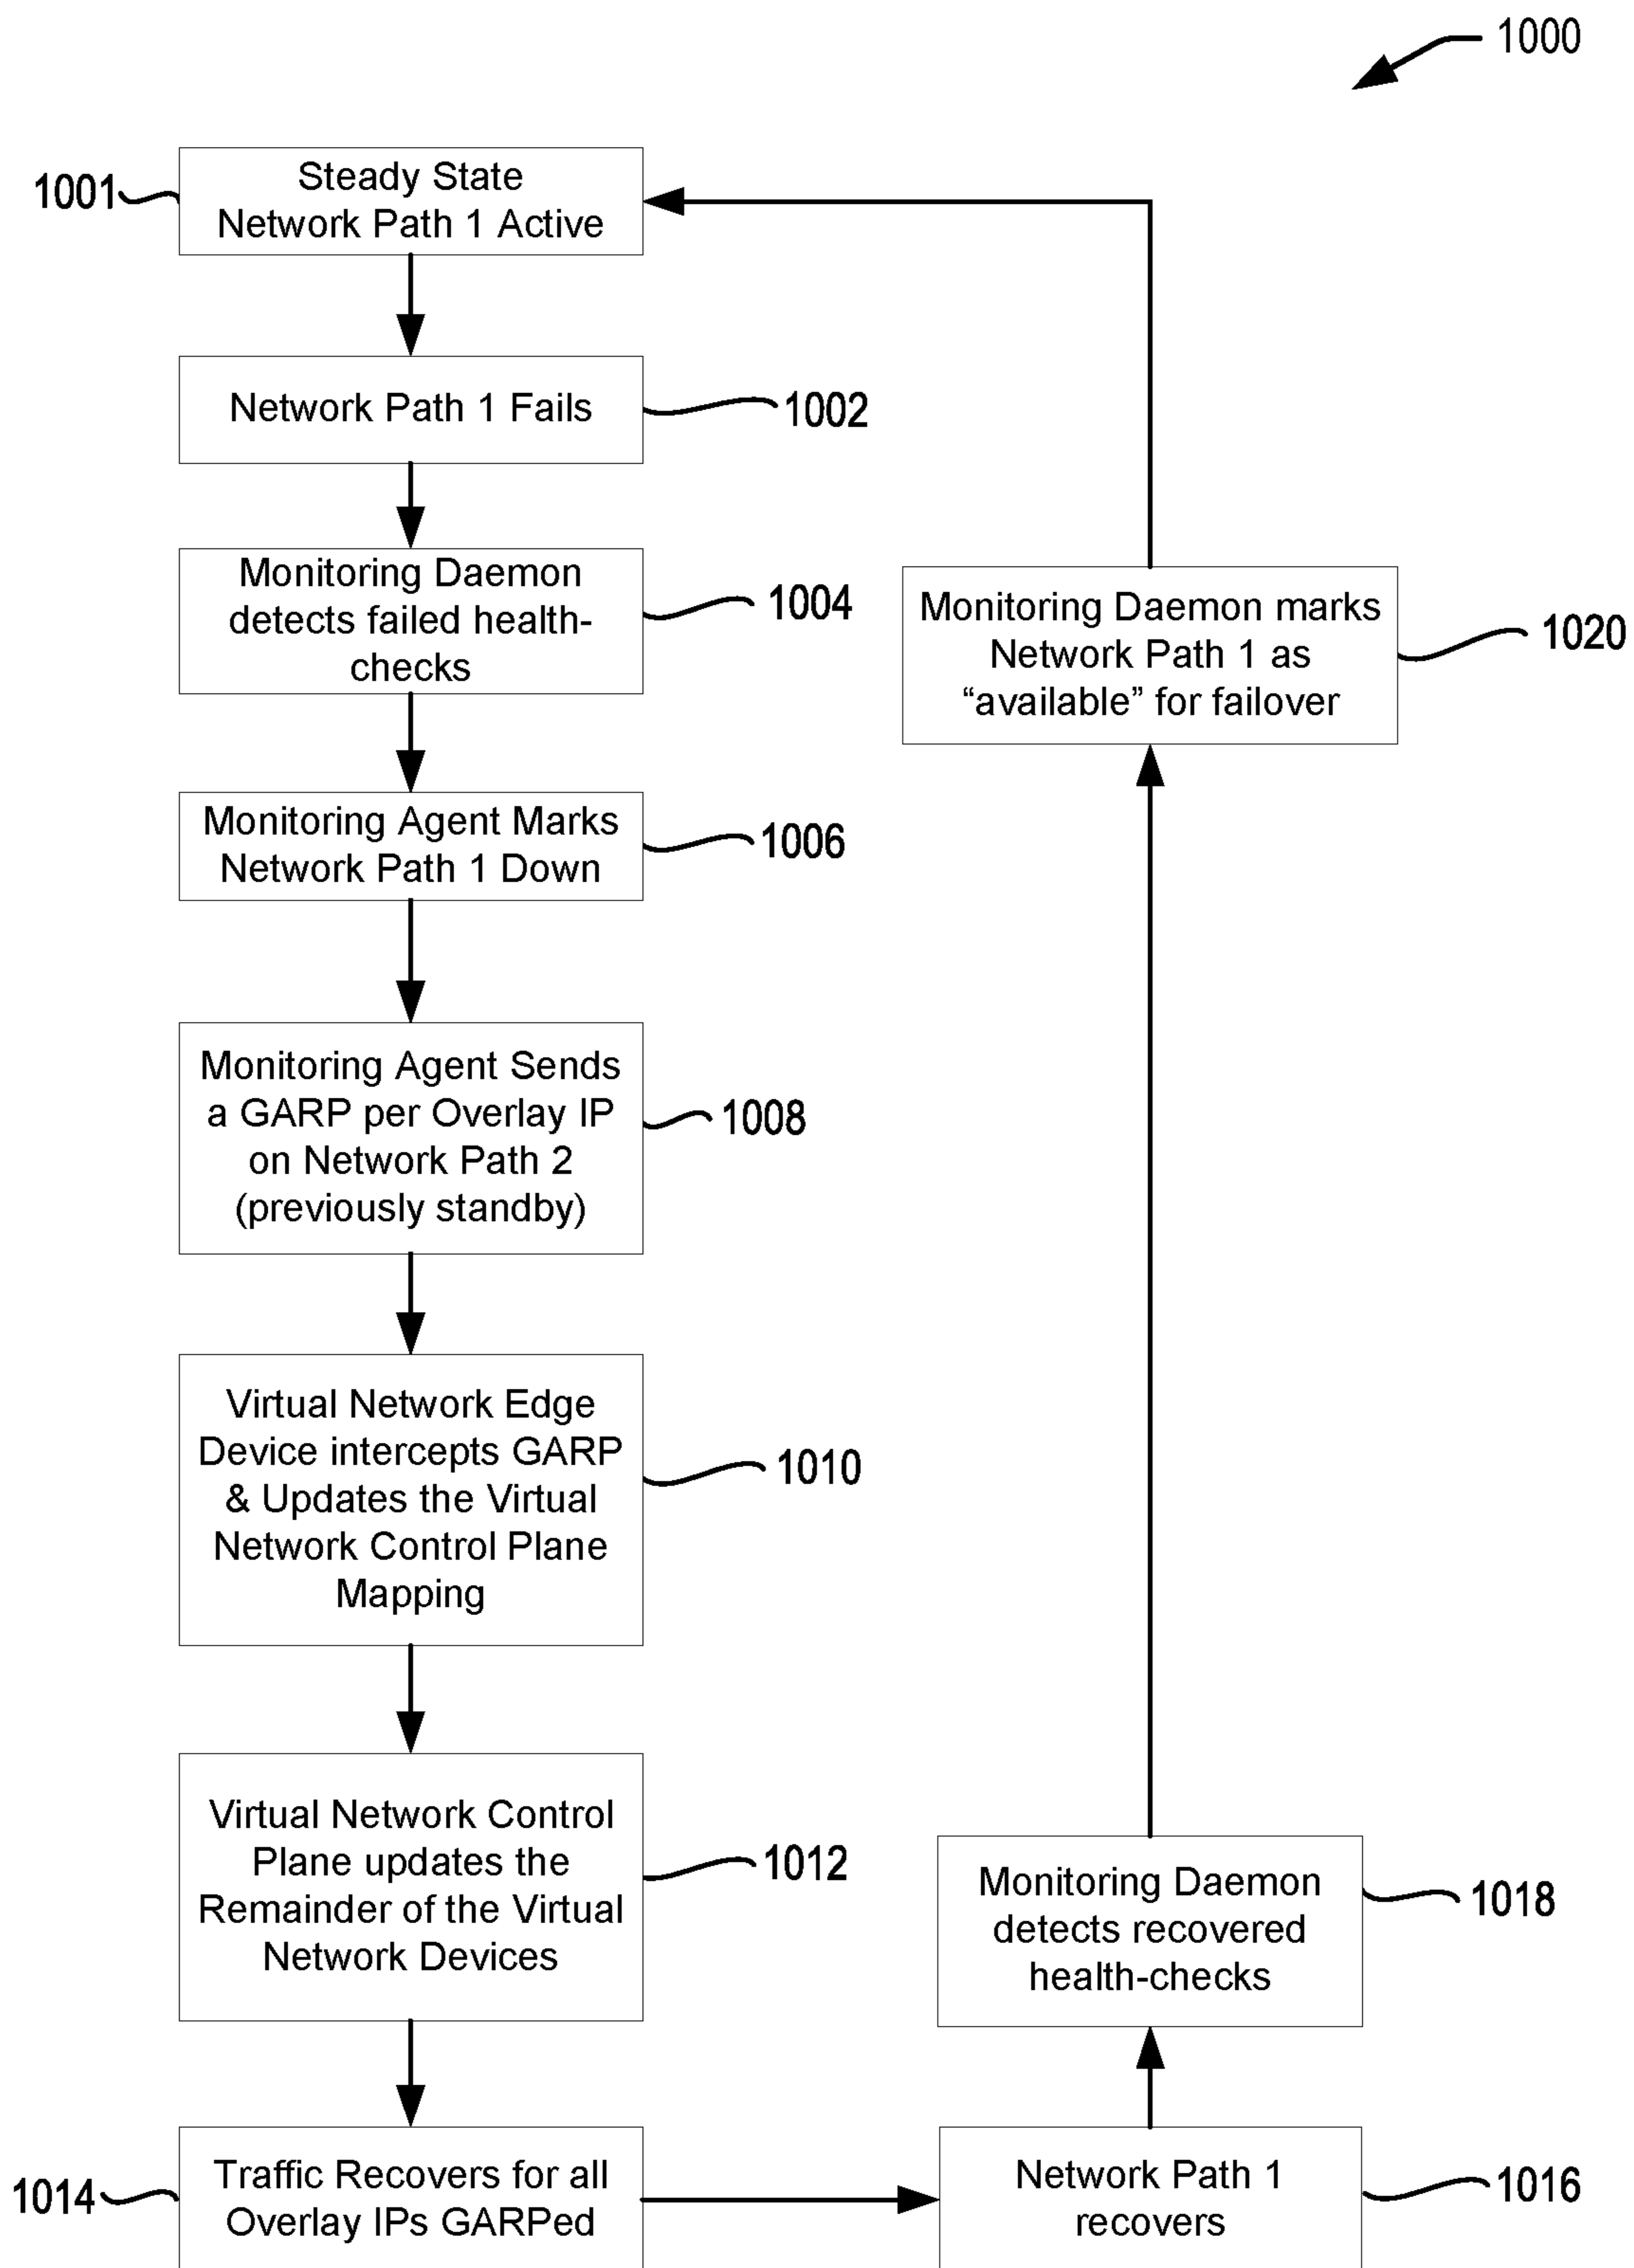 1000
1001
Steady State
Network Path 1 Active
Network Path 1 Fails
1002
Monitoring Daemon
detects failed health-
checks
1004
Monitoring Agent Marks
Network Path 1 Down
1006
Monitoring Agent Sends
a GARP per Overlay IP
on Network Path 2
(previously standby)
1008
Virtual Network Edge
Device intercepts GARP
& Updates the Virtual
Network Control Plane
Mapping
1010
Virtual Network Control
Plane updates the
Remainder of the Virtual
Network Devices
1012
1014
Traffic Recovers for all
Overlay IPs GARPed
Network Path 1
recovers
1016
Monitoring Daemon
detects recovered
health-checks
1018
Monitoring Daemon marks
Network Path 1 as
“available” for failover
1020